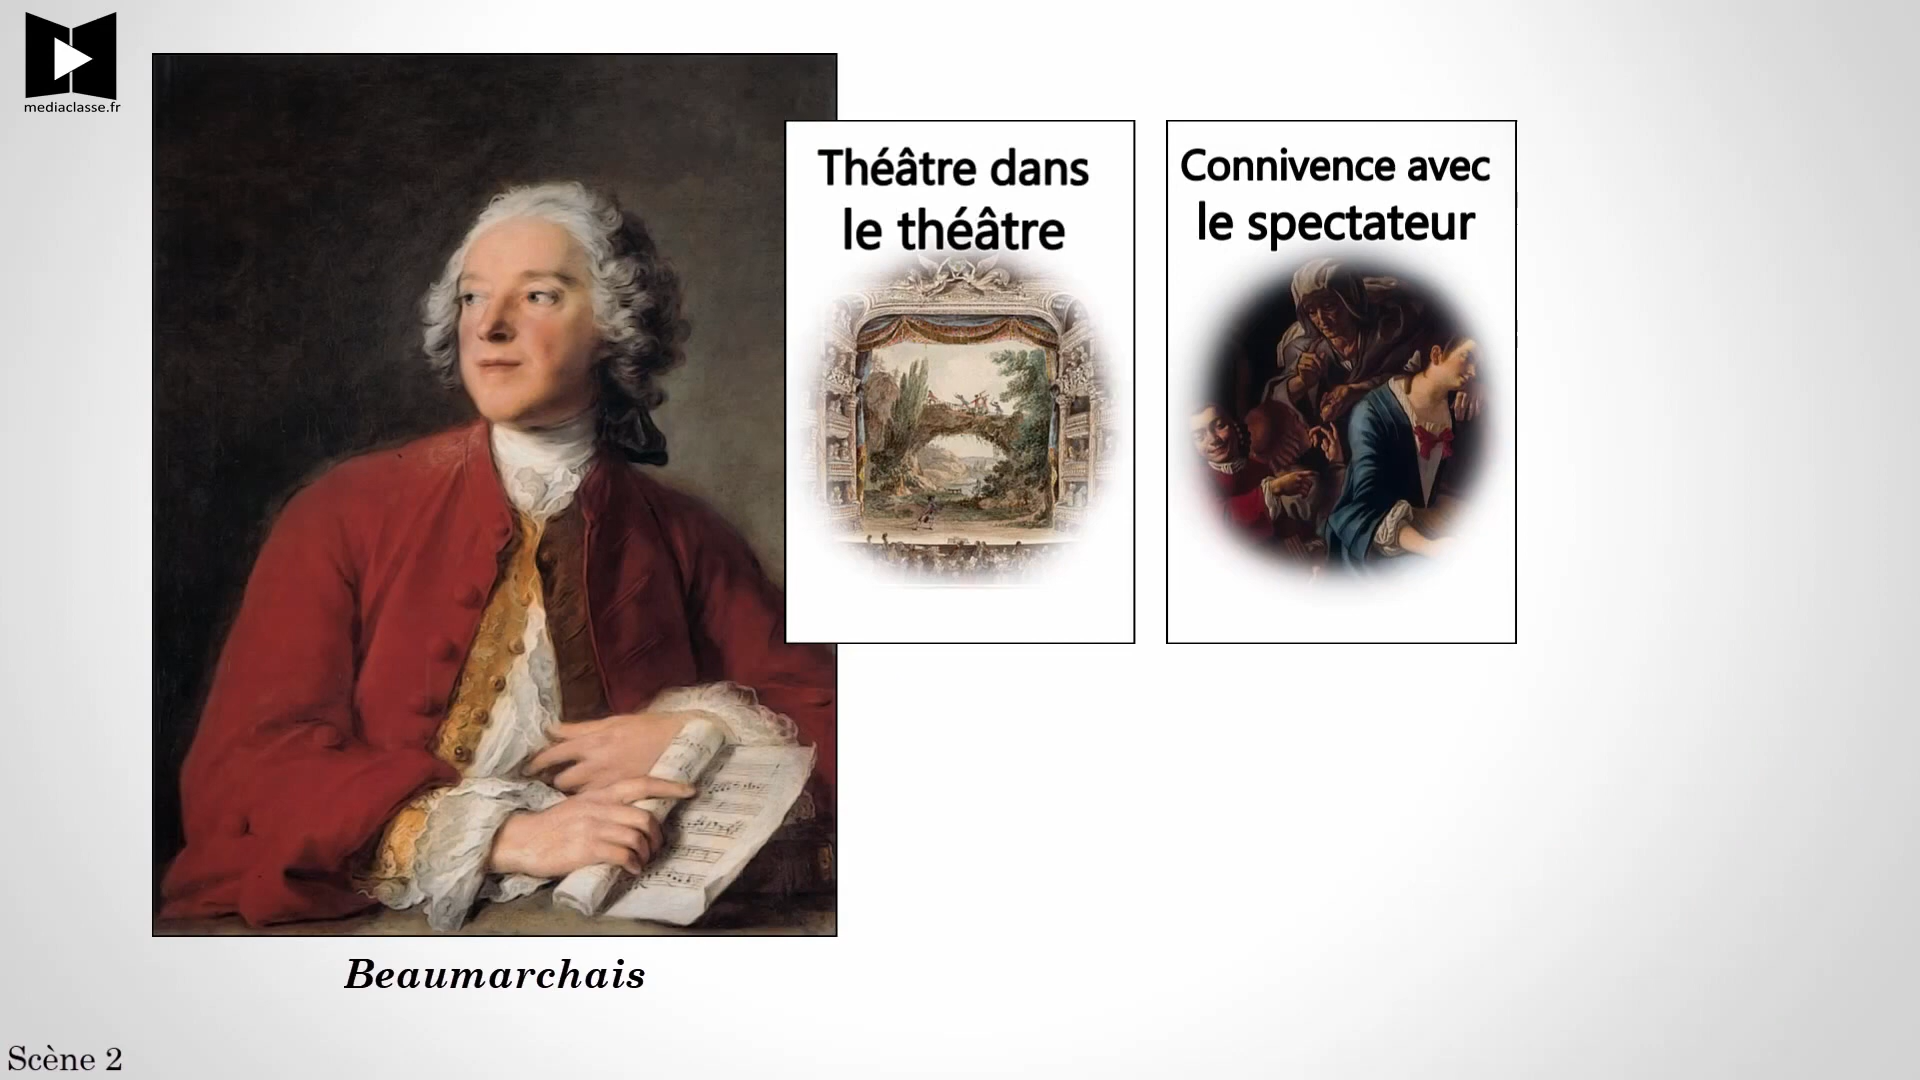 mediaclasse.fr
Théâtre dans
le théâtre
Connivence avec
le spectateur
Beaumarchais
Scène 2